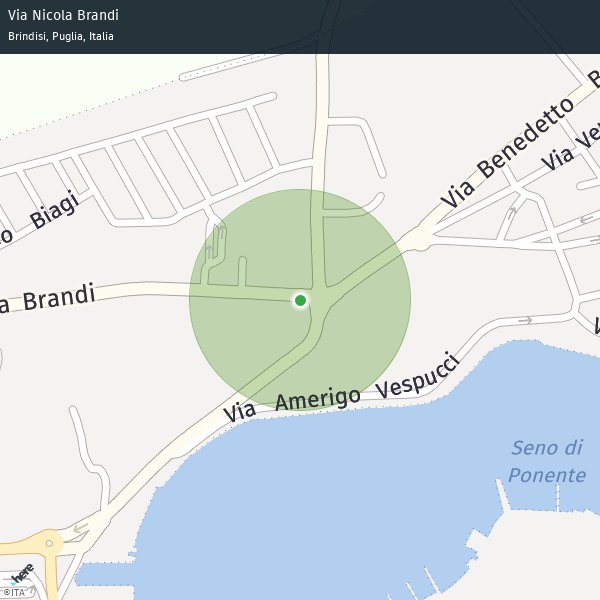 Via Nicola Brandi
Brindisi, Puglia, Italia
Via Benedetto
Via
Biagi
a Brandi
Via Amerigo Vespucci
Seno di
Ponente
here
©ITA